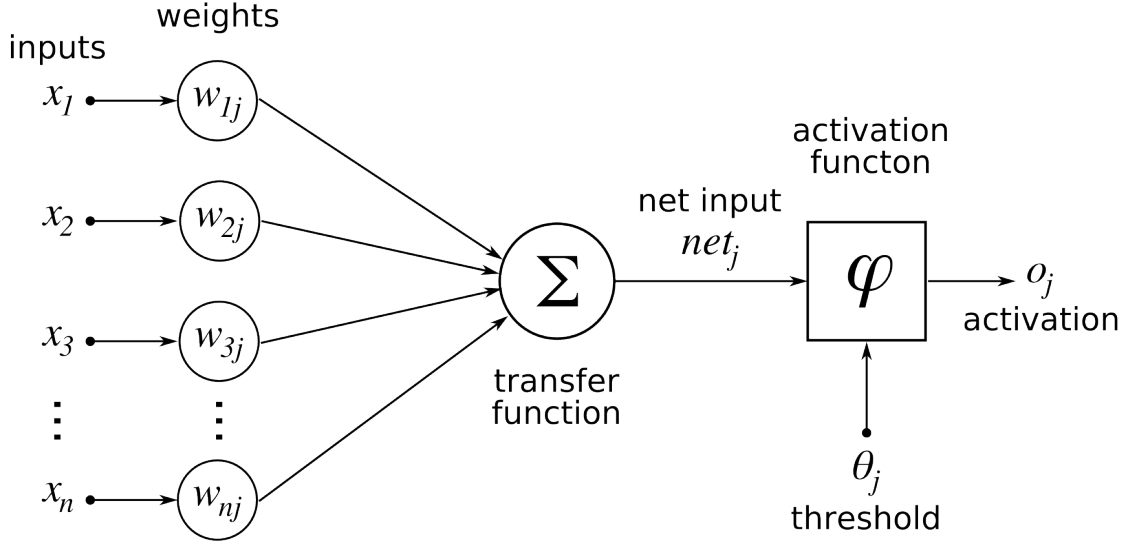 weights
inputs
x1
w1j
x2
w2j
x3
w3j
⋮
⋮
xn
wnj
Σ
transfer
function
net input
netj
activation
functon
φ
oj
activation
θj
threshold